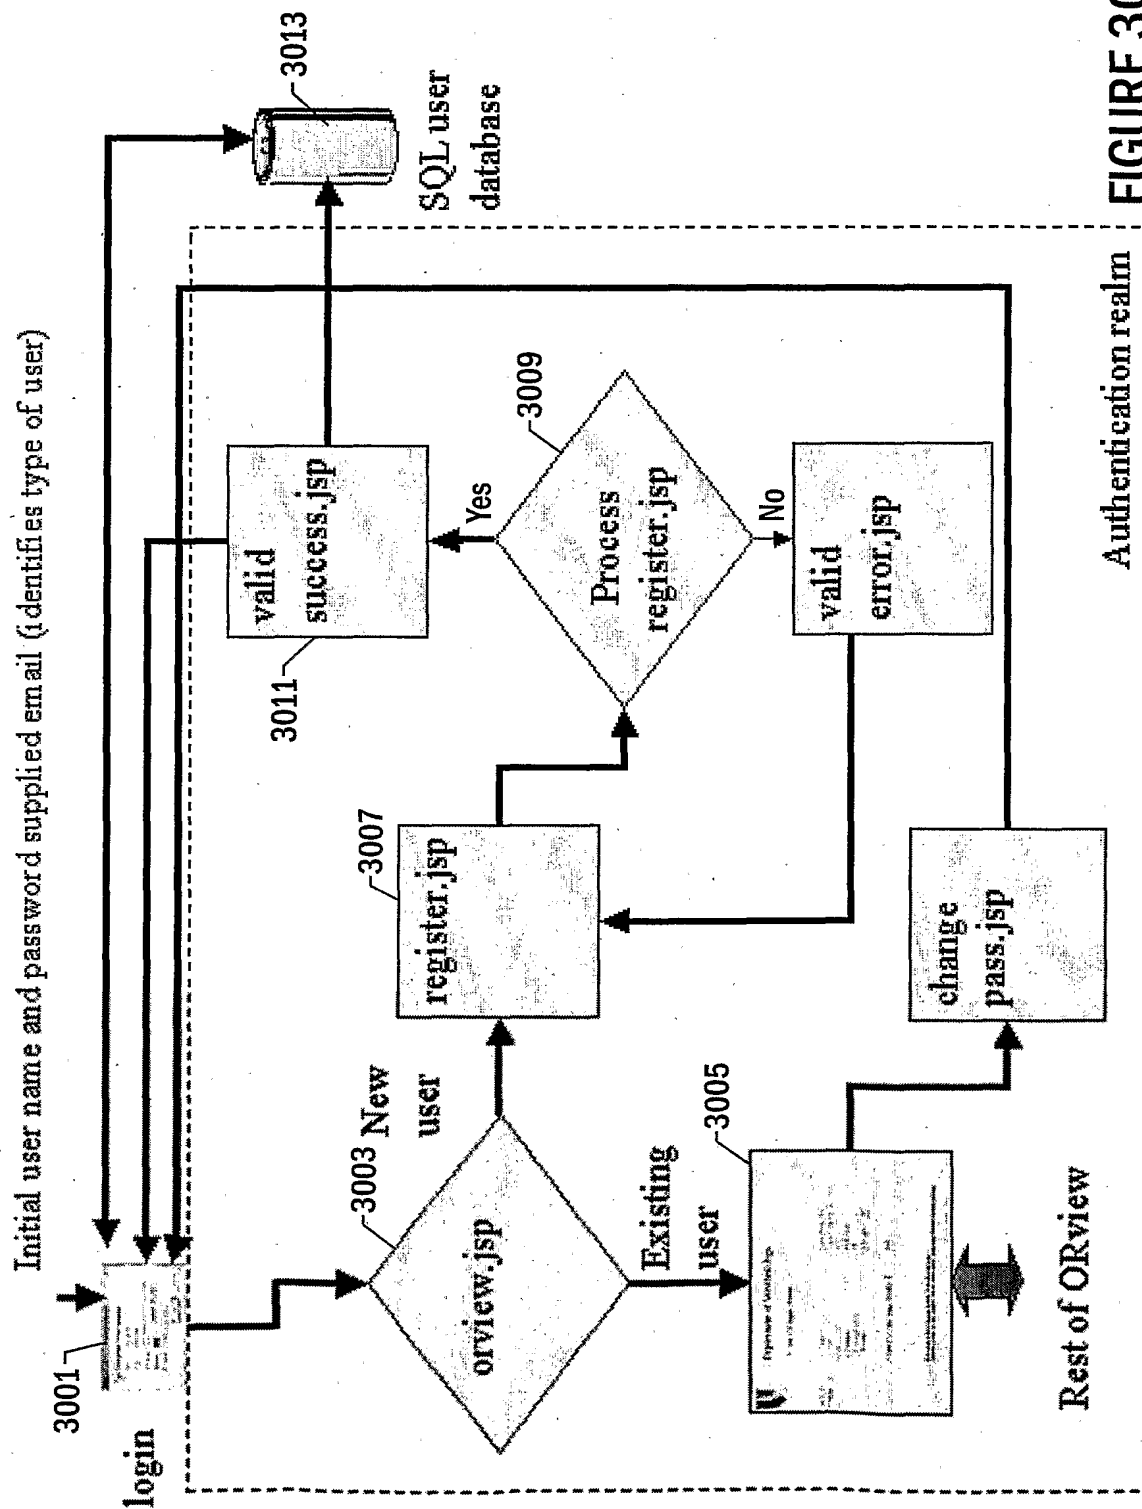 Initial user name and password supplied email (identifies type of user)
3001
login
3013
SQL user
database
3011
valid
success.jsp
Yes
3009
Process
register.jsp
No
valid
error.jsp
3003
orview.jsp
New
user
3007
register.jsp
Existing
user
3005
change
pass.jsp
Rest of ORview
Authentication realm
FIGURE 30